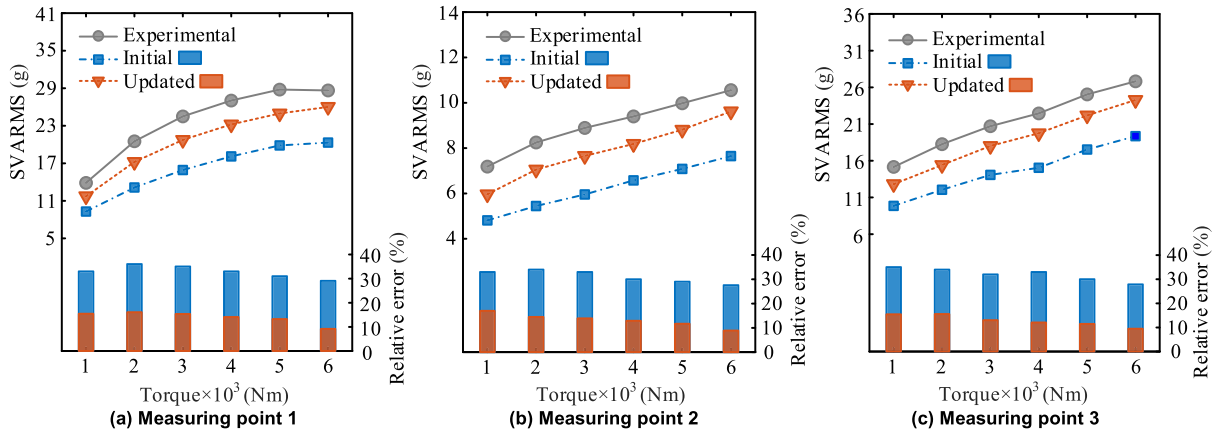 41
35
29
23
17
11
5
SVARMS (g)
Experimental
Initial
Updated
40
30
20
10
0
Relative error (%)
1 2 3 4 5 6
Torque×10³ (Nm)
(a) Measuring point 1
14
12
10
8
6
4
SVARMS (g)
Experimental
Initial
Updated
40
30
20
10
0
Relative error (%)
1 2 3 4 5 6
Torque×10³ (Nm)
(b) Measuring point 2
36
31
26
21
16
11
6
SVARMS (g)
Experimental
Initial
Updated
40
30
20
10
0
Relative error (%)
1 2 3 4 5 6
Torque×10³ (Nm)
(c) Measuring point 3